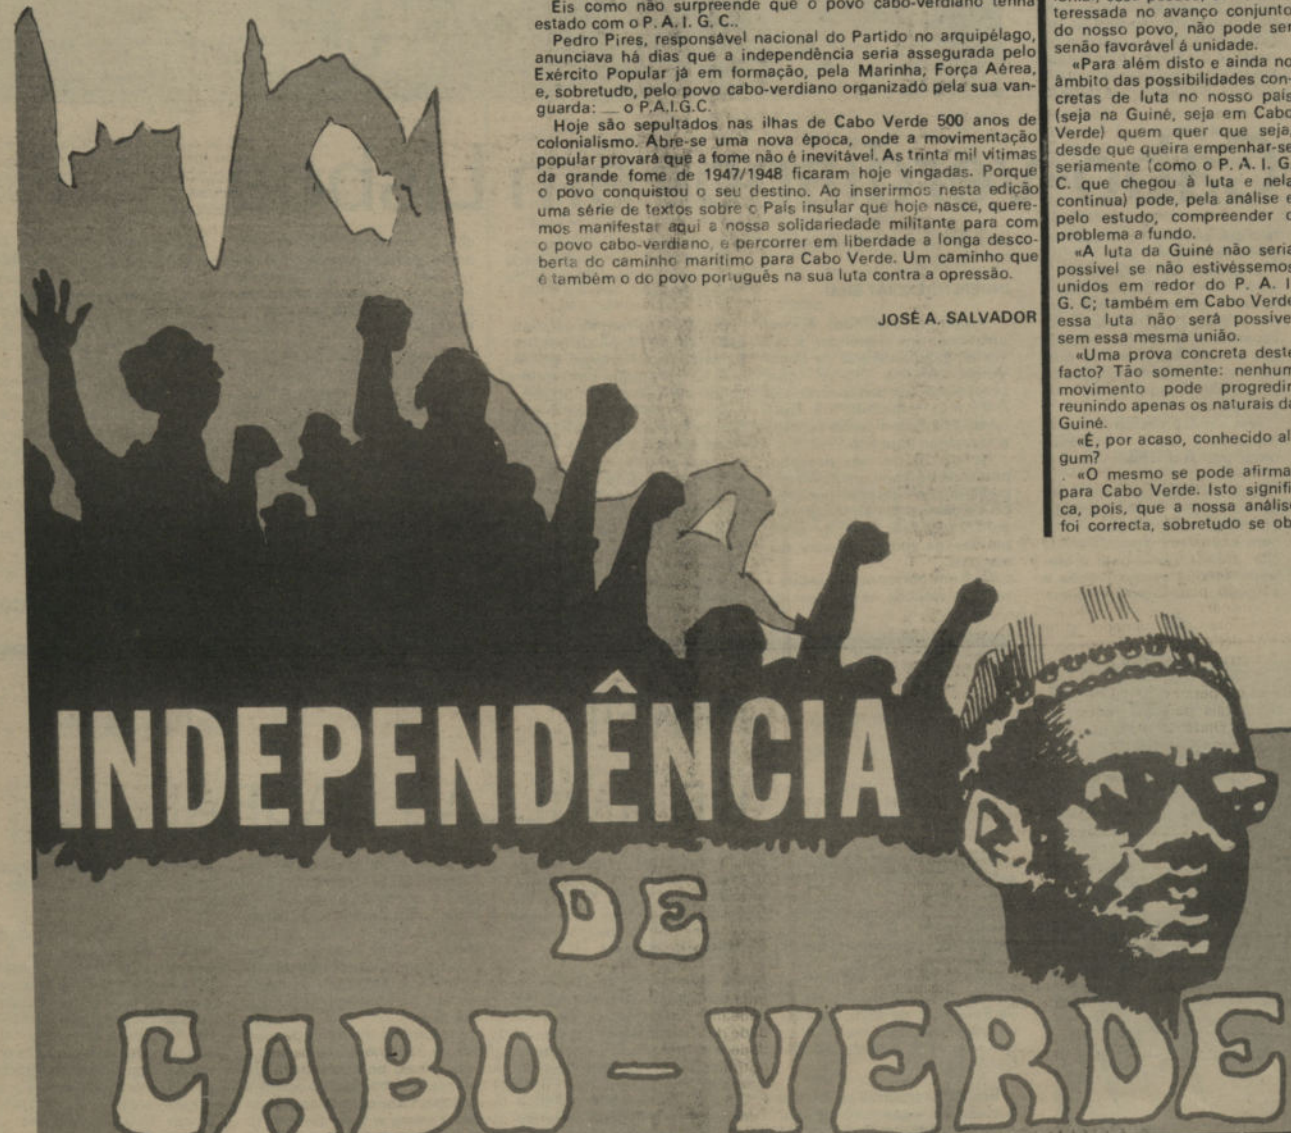 Eis como não surpreende que o povo cabo-verdiano tenha
estado com o P. A. I. G. C..
Pedro Pires, responsável nacional do Partido no arquipélago,
anunciava há dias que a independência seria assegurada pelo
Exército Popular já em formação, pela Marinha, Força Aérea,
e, sobretudo, pelo povo cabo-verdiano organizado pela sua van-
guarda: — o P.A.I.G.C.
Hoje são sepultados nas ilhas de Cabo Verde 500 anos de
colonialismo. Abre-se uma nova época, onde a movimentação
popular provará que a fome não é inevitável. As trinta mil vítimas
da grande fome de 1947/1948 ficaram hoje vingadas. Porque
o povo conquistou o seu destino. Ao inserirmos nesta edição
uma série de textos sobre o País insular que hoje nasce, quere-
mos manifestar aqui a nossa solidariedade militante para com
o povo cabo-verdiano, e percorrer em liberdade a longa desco-
berta do caminho marítimo para Cabo Verde. Um caminho que
é também o do povo português na sua luta contra a opressão.
JOSÉ A. SALVADOR
teressada no avanço conjunto
do nosso povo, não pode ser
senão favorável á unidade.
«Para além disto e ainda no
âmbito das possibilidades con-
cretas de luta no nosso país
(seja na Guiné, seja em Cabo
Verde) quem quer que seja,
desde que queira empenhar-se
seriamente (como o P. A. I. G.
C. que chegou à luta e nela
continua) pode, pela análise e
pelo estudo, compreender o
problema a fundo.
«A luta da Guiné não seria
possível se não estivéssemos
unidos em redor do P. A. I.
G. C; também em Cabo Verde
essa luta não será possíve
sem essa mesma união.
«Uma prova concreta deste
facto? Tão somente: nenhum
movimento pode progredir
reunindo apenas os naturais da
Guiné.
«É, por acaso, conhecido al
gum?
«O mesmo se pode afirma
para Cabo Verde. Isto signifi
ca, pois, que a nossa análise
foi correcta, sobretudo se ob
INDEPENDÊNCIA
DE
CABO-VERDE